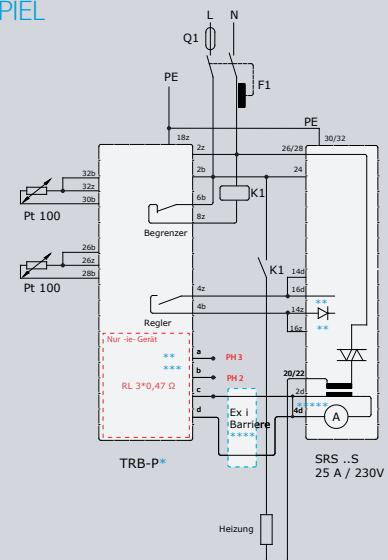 PIEL
L N
Q1
F1
PE
PE
18z
30/32
2z
26/28
2b
24
32b
32z
30b
6b
K1
Pt 100
8z
Begrenzer
26b
26z
28b
K1
14d
Pt 100
4z
16d
**
4b
14z
16z
**
Regler
Nur -ie- Gerät
**
a
PH 3
***
b
PH 2
20/22
RL 3*0,47 Ω
c
2d
d
Ex i
Barriere
****
*****
4d
A
TRB-P*
SRS ..S
25 A / 230V
Heizung